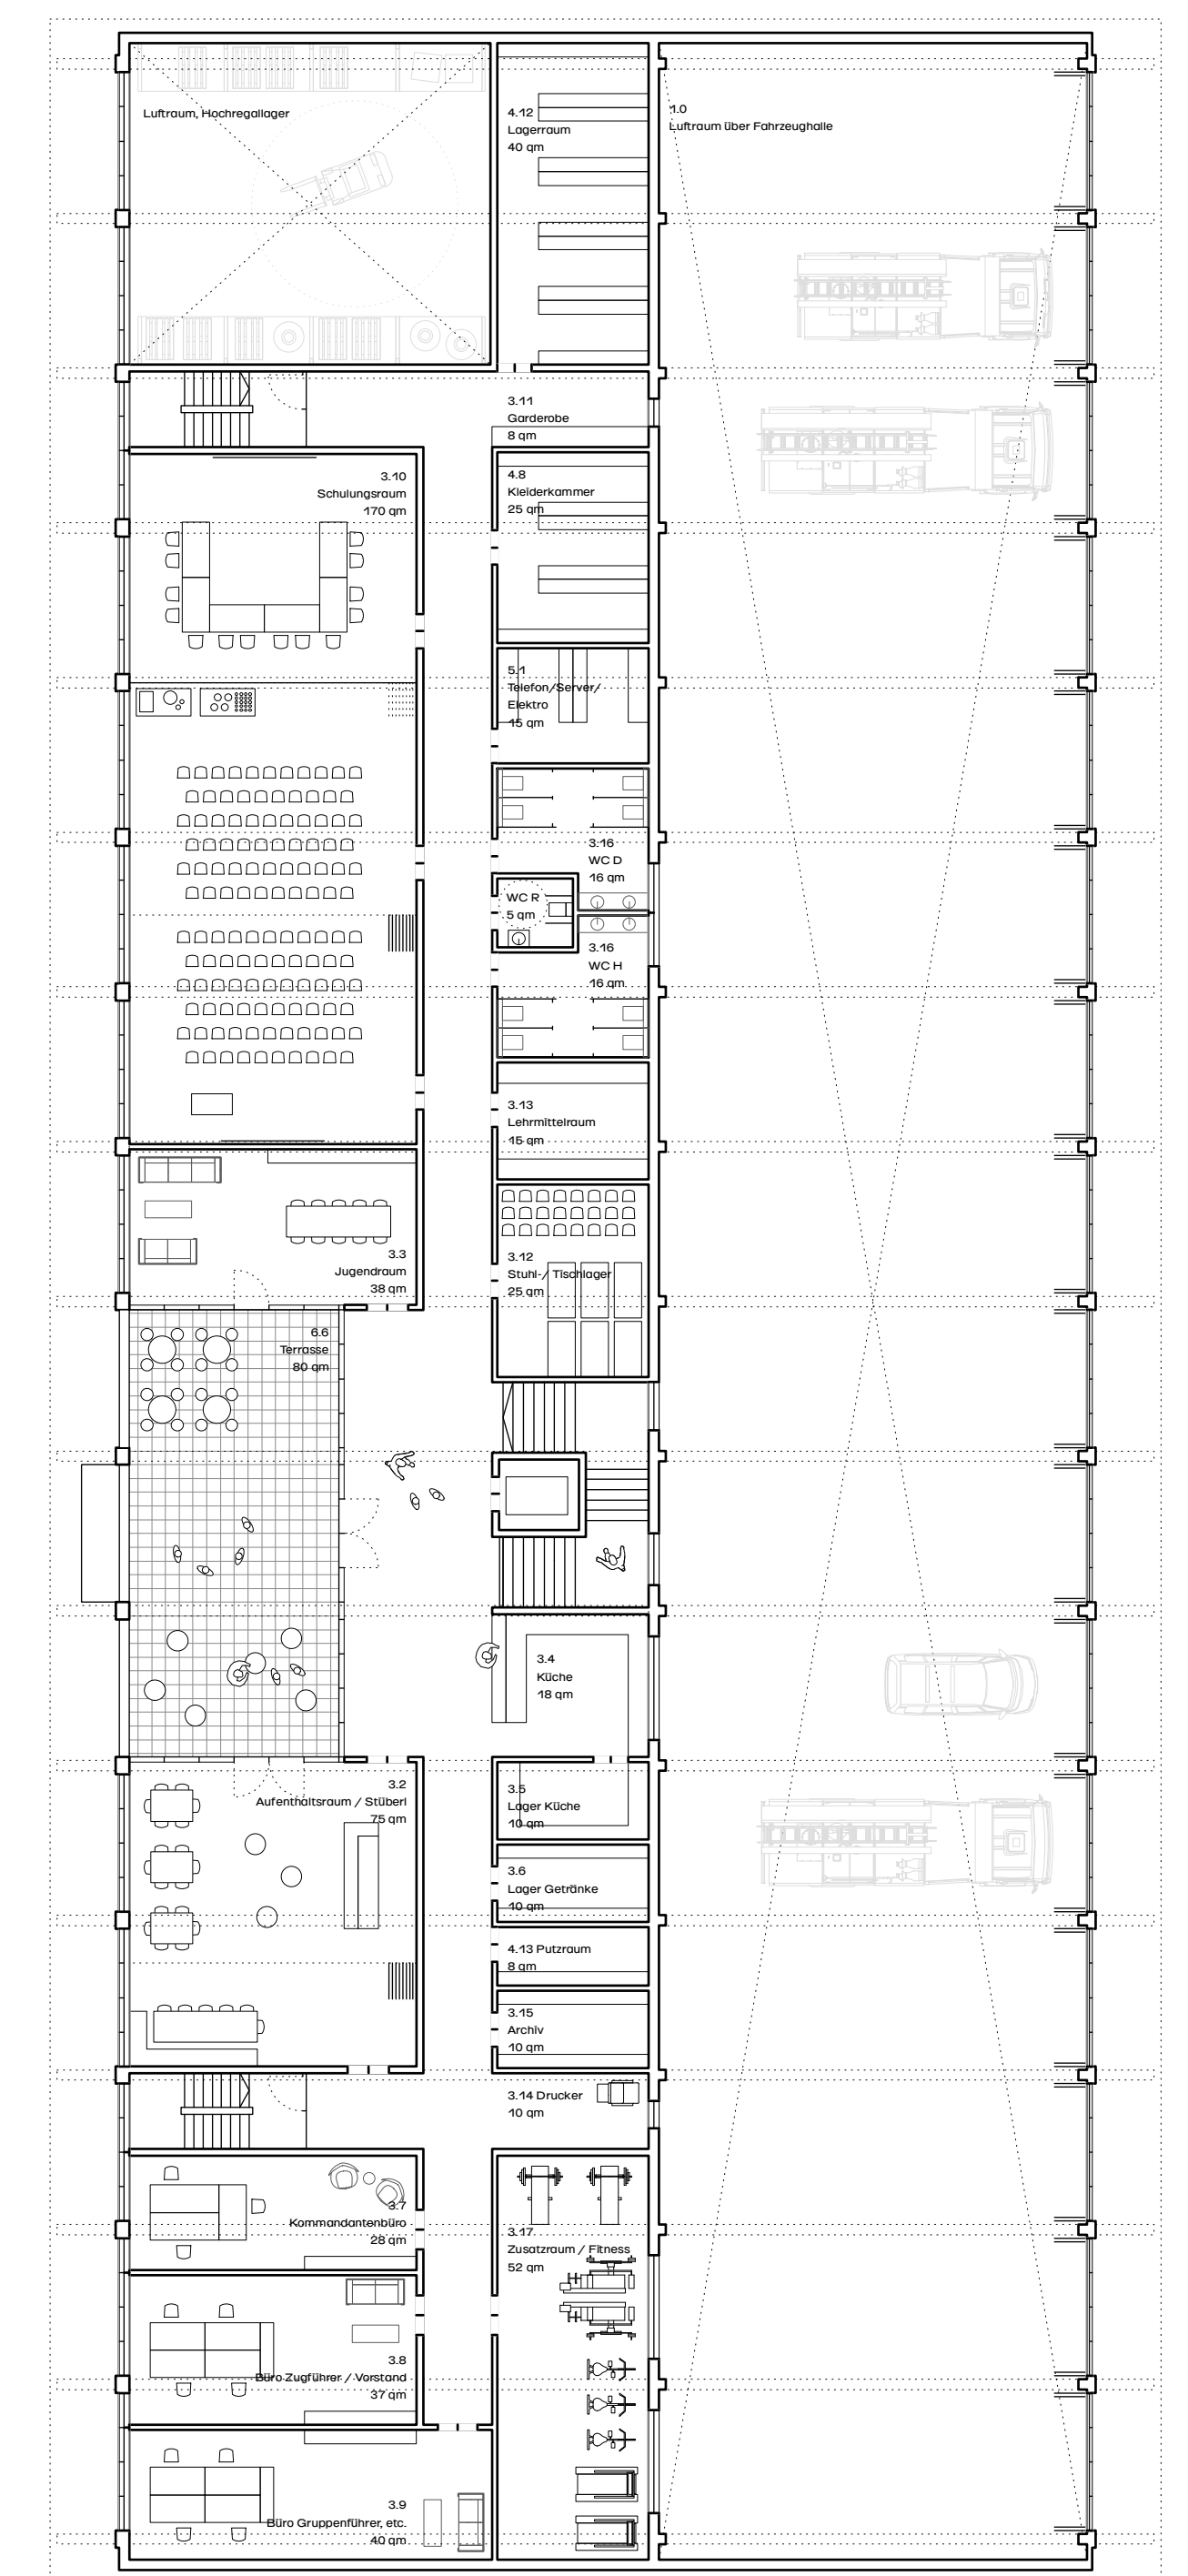 Luftraum, Hochregallager
4.12
Lagerraum
40 qm
1.0
Luftraum über Fahrzeughalle
3.11
Garderobe
8 qm
3.10
Schulungsraum
170 qm
4.8
Kleiderkammer
25 qm
5.1
Telefon/Server/
Elektro
15 qm
3.16
WC D
16 qm
WC R
5 qm
3.16
WC H
16 qm
3.13
Lehrmittelraum
15 qm
3.3
Jugendraum
38 qm
3.12
Stuhl-/ Tischlager
25 qm
6.6
Terrasse
80 qm
3.4
Küche
18 qm
3.2
Aufenthaltsraum / Stüberl
75 qm
3.5
Lager Küche
10 qm
3.6
Lager Getränke
10 qm
4.13 Putzraum
8 qm
3.15
Archiv
10 qm
3.14 Drucker
10 qm
3.7
Kommandantenbüro
28 qm
3.17
Zusatzraum / Fitness
52 qm
3.8
Büro Zugführer / Vorstand
37 qm
3.9
Büro Gruppenführer, etc.
40 qm